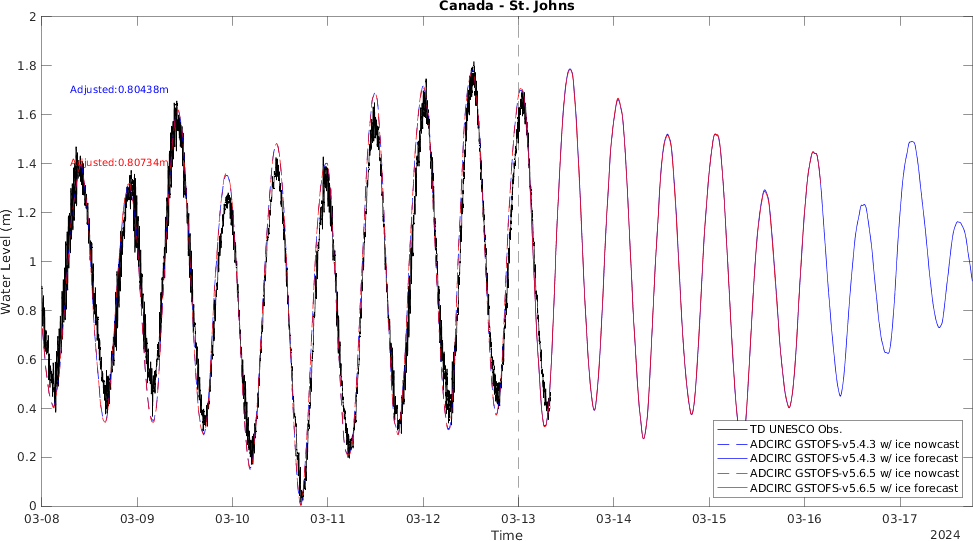 Canada - St. Johns
2
1.8
1.6
1.4
1.2
1
0.8
0.6
0.4
0.2
0
Water Level (m)
Adjusted:0.80438m
Adjusted:0.80734m
TD UNESCO Obs.
ADCIRC GSTOFS-v5.4.3 w/ ice nowcast
ADCIRC GSTOFS-v5.4.3 w/ ice forecast
ADCIRC GSTOFS-v5.6.5 w/ ice nowcast
ADCIRC GSTOFS-v5.6.5 w/ ice forecast
03-08 03-09 03-10 03-11 03-12 03-13 03-14 03-15 03-16 03-17
Time
2024